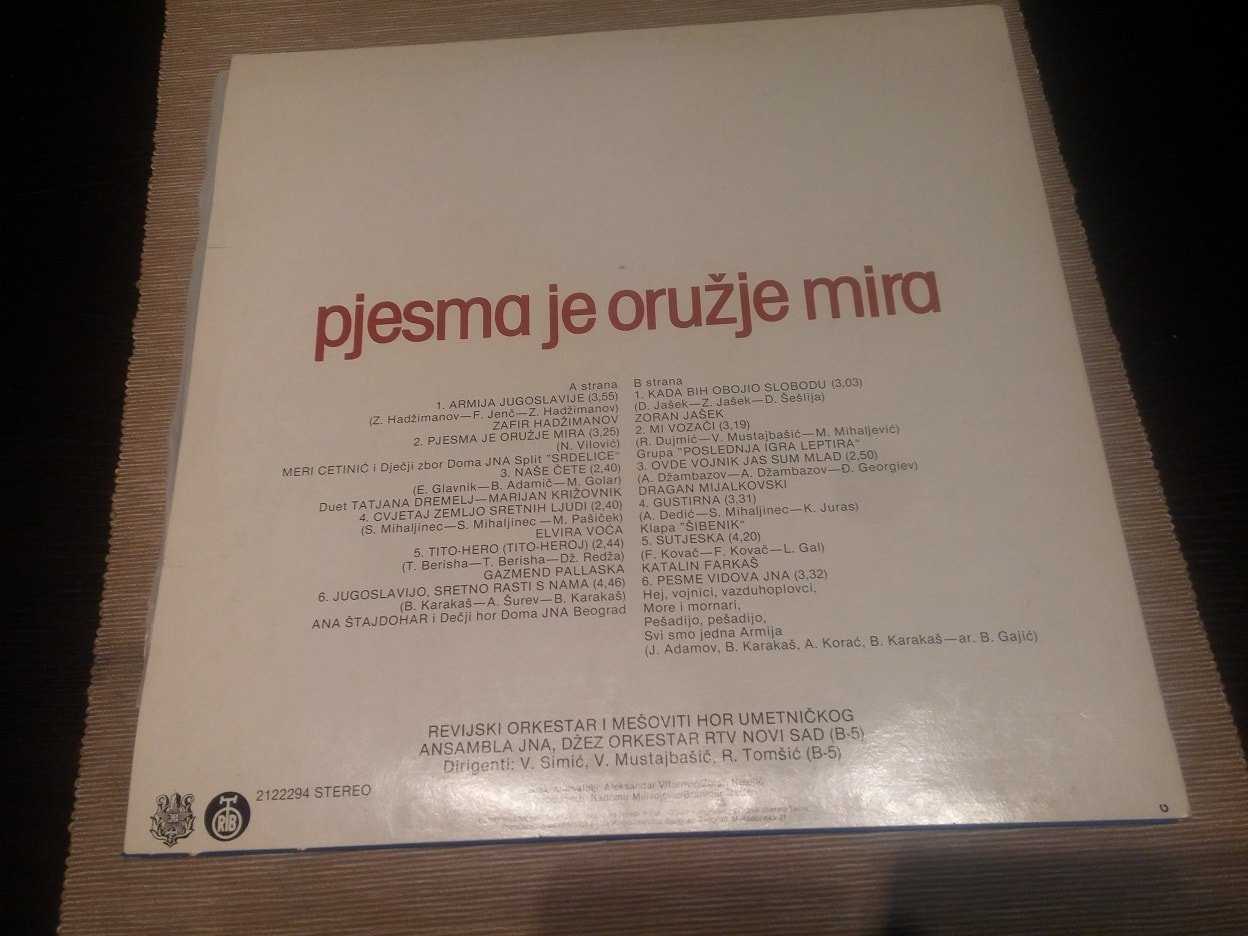 pjesma je oružje mira
A strana
1. ARMIJA JUGOSLAVIJE (3,55)
(Z. Hadžimanov—F. Jenč—Z. Hadžimanov)
ZAFIR HADŽIMANOV
2. PJESMA JE ORUŽJE MIRA (3,25)
(N. Vilović)
MERI CETINIĆ i Dječji zbor Doma JNA Split "SRDELICE"
3. NAŠE ČETE (2,40)
(E. Glavnik—B. Adamič—M. Golar)
Duet TATJANA DREMELJ—MARIJAN KRIŽOVNIK
4. CVJETAJ ZEMLJO SRETNIH LJUDI (2,40)
(S. Mihaljinec—S. Mihaljinec —M. Pašiček)
ELVIRA VOĆA
5. TITO-HERO (TITO-HEROJ) (2,44)
(T. Berisha—T. Berisha—Dž. Redža)
GAZMEND PALLASKA
6. JUGOSLAVIJO, SRETNO RASTI S NAMA (4,46)
(B. Karakaš—A. Šurev—B. Karakaš)
ANA ŠTAJDOHAR i Dečji hor Doma JNA Beograd
B strana
1. KADA BIH OBOJIO SLOBODU (3,03)
(D. Jašek—Z. Jašek—D. Šešlija)
ZORAN JAŠEK
2. MI VOZAČI (3,19)
(R. Dujmić—V. Mustajbašić—M. Mihaljević)
Grupa "POSLEDNJA IGRA LEPTIRA"
3. OVDE VOJNIK JAS SUM MLAD (2,50)
(A. Džambazov—A. Džambazov—Đ. Georgiev)
DRAGAN MIJALKOVSKI
4. GUSTIRNA (3,31)
(A. Dedić—S. Mihaljinec—K. Juras)
Klapa "ŠIBENIK"
5. SUTJESKA (4,20)
(F. Kovač—F. Kovač—L. Gal)
KATALIN FARKAŠ
6. PESME VIDOVA JNA (3,32)
Hej, vojnici, vazduhoplovci,
More i mornari,
Pešadijo, pešadijo,
Svi smo jedna Armija
(J. Adamov, B. Karakaš, A. Korać, B. Karakaš—ar. B. Gajić)
REVIJSKI ORKESTAR I MEŠOVITI HOR UMETNIČKOG
ANSAMBLA JNA, DŽEZ ORKESTAR RTV NOVI SAD (B-5)
Dirigenti: V. Simić, V. Mustajbašić, R. Tomšić (B-5)
RTB
2122294 STEREO